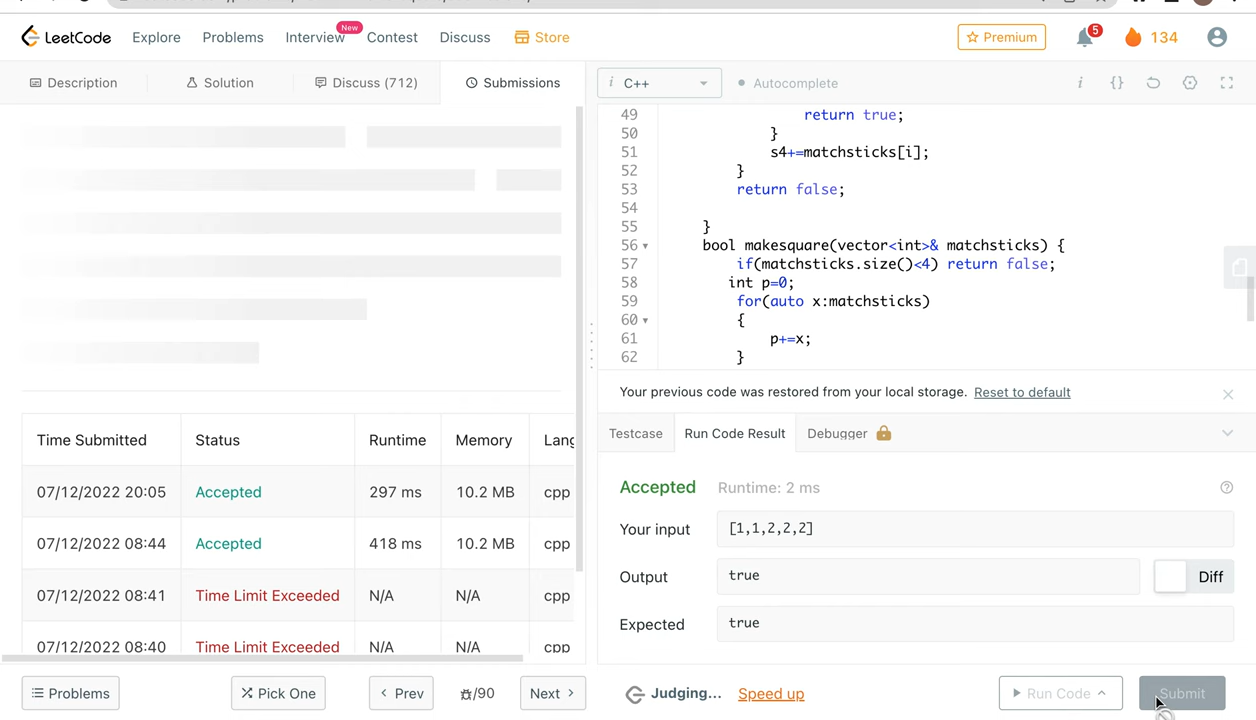 LeetCode Explore Problems Interview New Contest Discuss Store Premium 5 134
Description Solution Discuss (712) Submissions
i C++ Autocomplete
49 return true;
50 }
51 s4+=matchsticks[i];
52 }
53 return false;
54
55 }
56 bool makesquare(vector<int>& matchsticks) {
57 if(matchsticks.size()<4) return false;
58 int p=0;
59 for(auto x:matchsticks)
60 {
61 p+=x;
62 }
Your previous code was restored from your local storage. Reset to default
Testcase Run Code Result Debugger
Accepted Runtime: 2 ms
Your input [1,1,2,2,2]
Output true Diff
Expected true
Time Submitted Status Runtime Memory Lang
07/12/2022 20:05 Accepted 297 ms 10.2 MB cpp
07/12/2022 08:44 Accepted 418 ms 10.2 MB cpp
07/12/2022 08:41 Time Limit Exceeded N/A N/A cpp
07/12/2022 08:40 Time Limit Exceeded N/A N/A cpp
Problems Pick One Prev /90 Next Judging... Speed up Run Code Submit